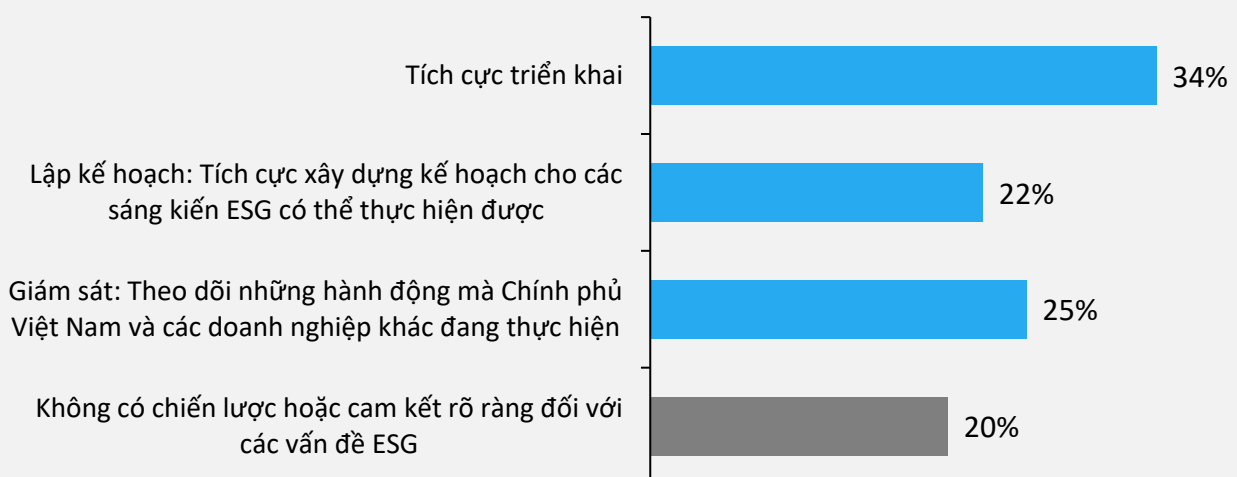 Tích cực triển khai
34%
Lập kế hoạch: Tích cực xây dựng kế hoạch cho các
sáng kiến ESG có thể thực hiện được
22%
Giám sát: Theo dõi những hành động mà Chính phủ
Việt Nam và các doanh nghiệp khác đang thực hiện
25%
Không có chiến lược hoặc cam kết rõ ràng đối với
các vấn đề ESG
20%